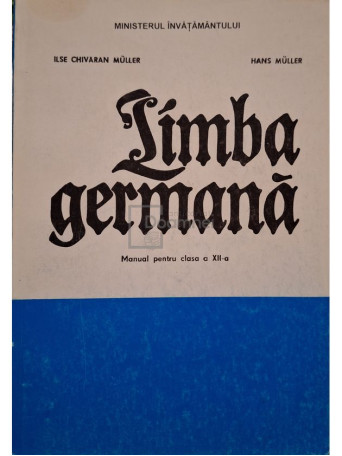 MINISTERUL ÎNVĂȚĂMÂNTULUI
ILSE CHIVARAN MÜLLER HANS MÜLLER
Limba
germană
Manual pentru clasa a XII-a